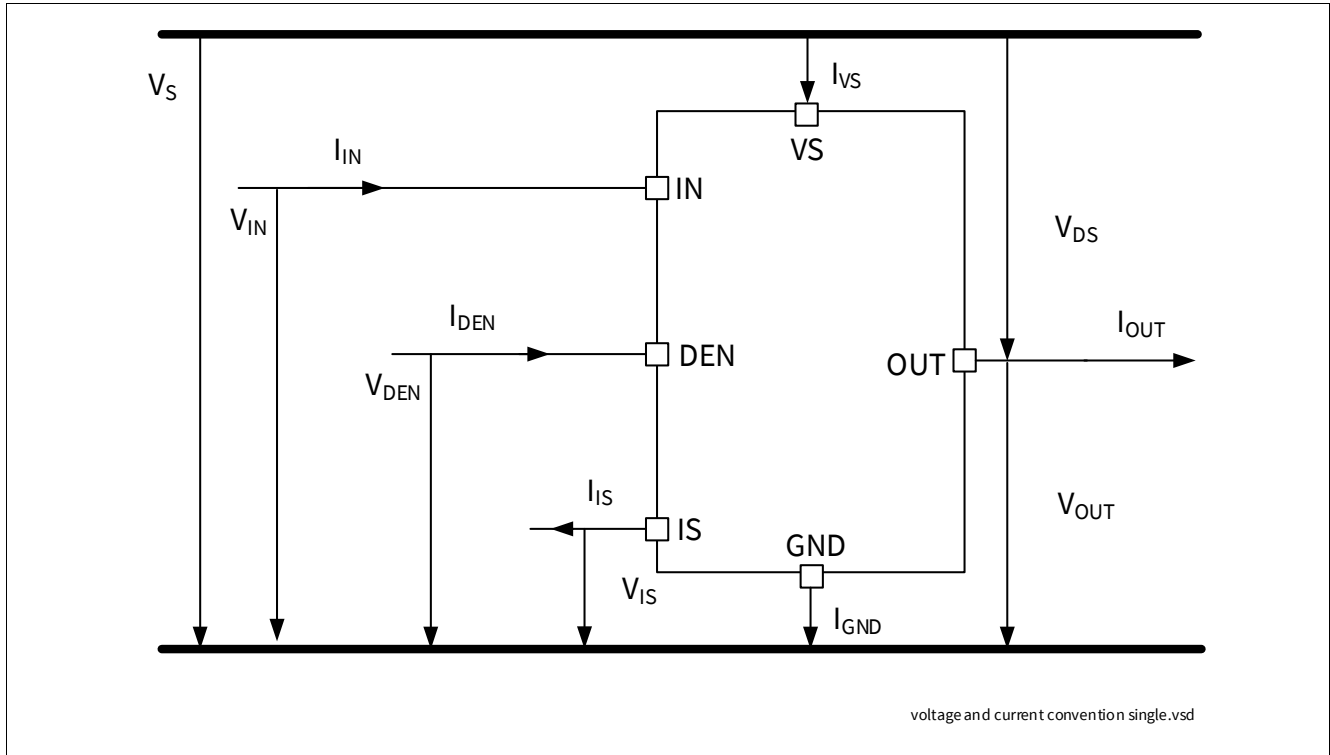 V_S
I_VS
VS
I_IN
IN
V_IN
V_DS
I_DEN
I_OUT
DEN
OUT
V_DEN
I_IS
V_OUT
IS
GND
V_IS
I_GND
voltage and current convention single.vsd